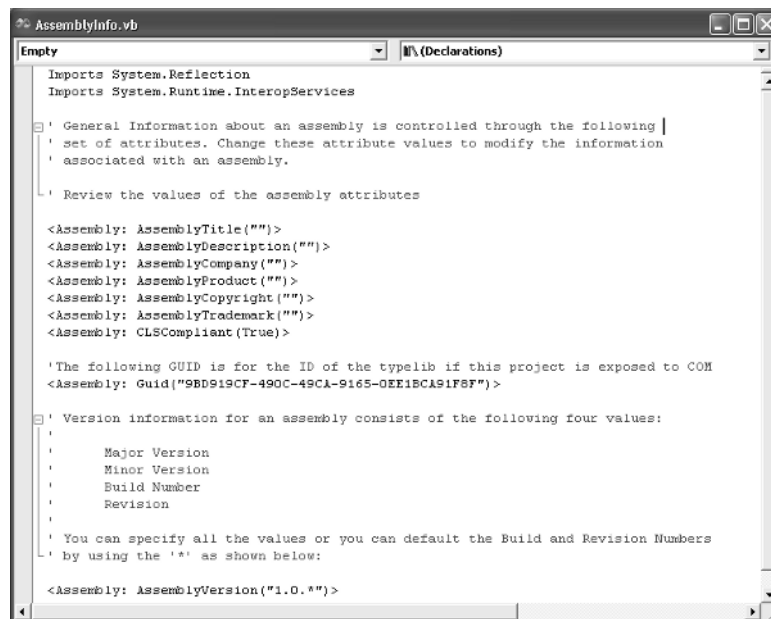 AssemblyInfo.vb
Empty
(Declarations)
Imports System.Reflection
Imports System.Runtime.InteropServices
' General Information about an assembly is controlled through the following
' set of attributes. Change these attribute values to modify the information
' associated with an assembly.
' Review the values of the assembly attributes
<Assembly: AssemblyTitle("")>
<Assembly: AssemblyDescription("")>
<Assembly: AssemblyCompany("")>
<Assembly: AssemblyProduct("")>
<Assembly: AssemblyCopyright("")>
<Assembly: AssemblyTrademark("")>
<Assembly: CLSCompliant(True)>
'The following GUID is for the ID of the typelib if this project is exposed to COM
<Assembly: Guid("9BD919CF-490C-49CA-9165-0EE1BCA91F8F")>
' Version information for an assembly consists of the following four values:
'
' Major Version
' Minor Version
' Build Number
' Revision
'
' You can specify all the values or you can default the Build and Revision Numbers
' by using the '*' as shown below:
<Assembly: AssemblyVersion("1.0.*")>